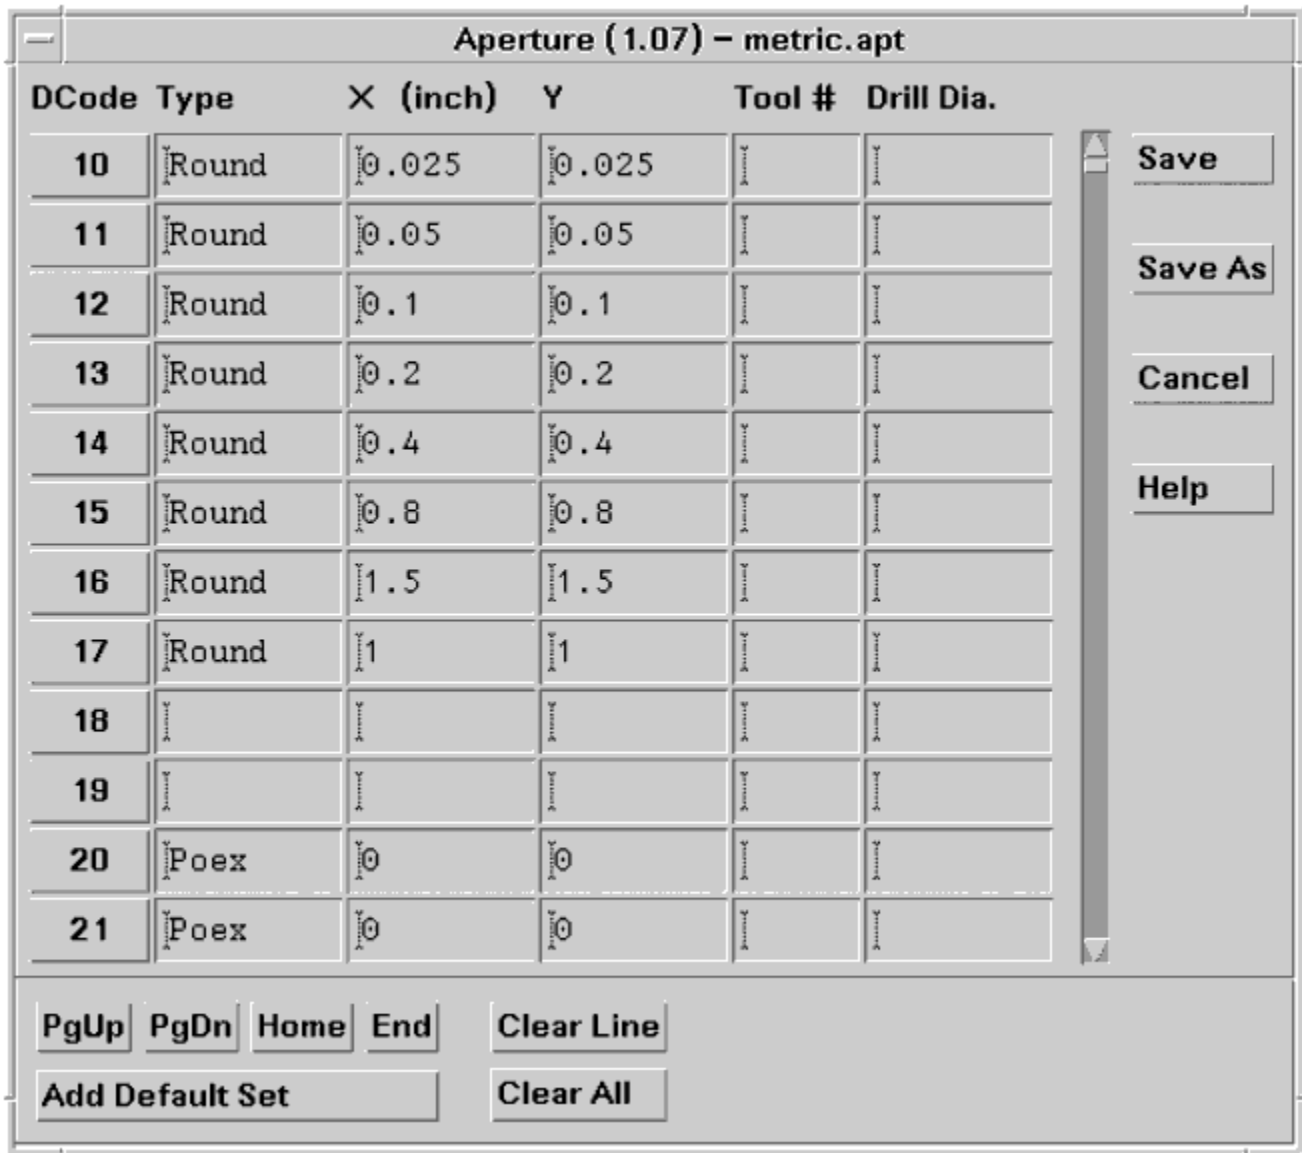 Aperture (1.07) – metric.apt
DCode Type X (inch) Y Tool # Drill Dia.
10 Round 0.025 0.025
11 Round 0.05 0.05
12 Round 0.1 0.1
13 Round 0.2 0.2
14 Round 0.4 0.4
15 Round 0.8 0.8
16 Round 1.5 1.5
17 Round 1 1
18
19
20 Poex 0 0
21 Poex 0 0
Save
Save As
Cancel
Help
PgUp PgDn Home End Clear Line
Add Default Set Clear All